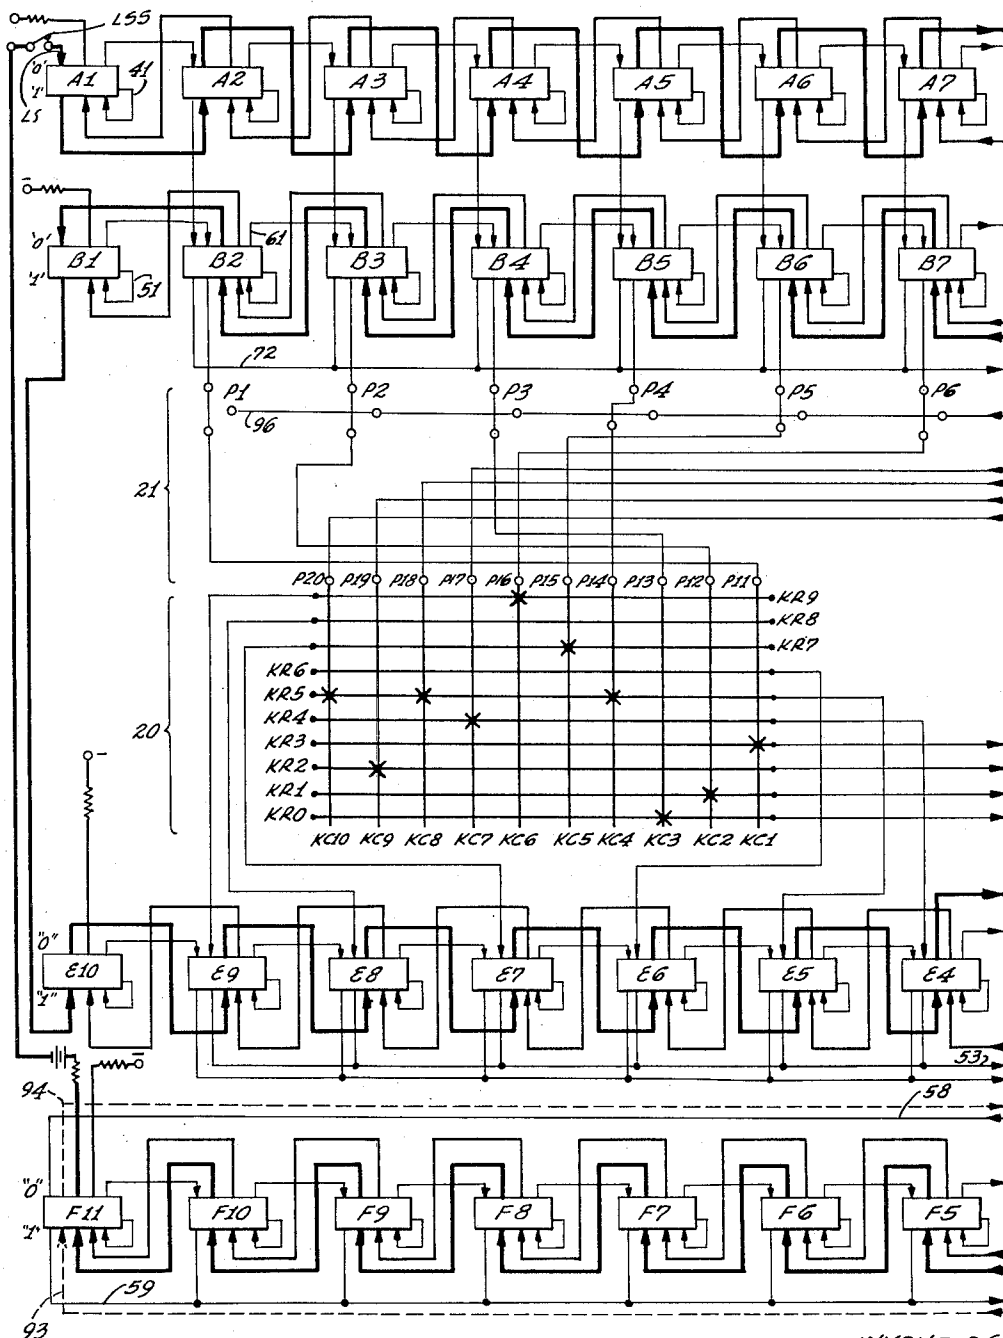 LSS
'0' A1 41 A2 A3 A4 A5 A6 A7
'1'
LS
'0'
B1 51 B2 61 B3 B4 B5 B6 B7
'1'
72
P1 P2 P3 P4 P5 P6
96
21
P20 P19 P18 P17 P16 P15 P14 P13 P12 P11
KR9
KR8
KR7
KR6
KR5
KR4
20
KR3
KR2
KR1
KR0
KC10 KC9 KC8 KC7 KC6 KC5 KC4 KC3 KC2 KC1
"0"
E10 E9 E8 E7 E6 E5 E4
"1"
53
94
58
"0"
F11 F10 F9 F8 F7 F6 F5
"1"
59
93